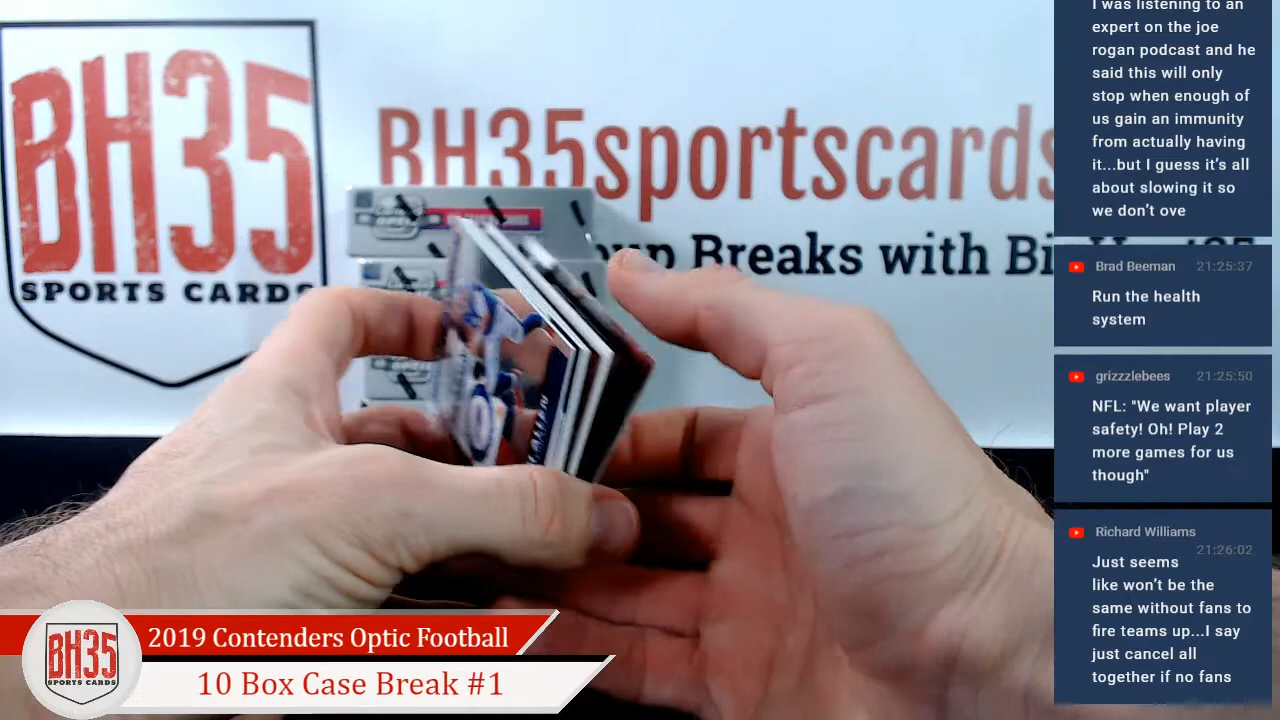 BH35
SPORTS CARDS
BH35sportscards
Breaks with
I was listening to an
expert on the joe
rogan podcast and he
said this will only
stop when enough of
us gain an immunity
from actually having
it...but I guess it's all
about slowing it so
we don't ove
Brad Beeman 21:25:37
Run the health
system
grizzzlebees 21:25:50
NFL: "We want player
safety! Oh! Play 2
more games for us
though"
Richard Williams
21:26:02
Just seems
like won't be the
same without fans to
fire teams up...I say
just cancel all
together if no fans
BH35
SPORTS CARDS
2019 Contenders Optic Football
10 Box Case Break #1